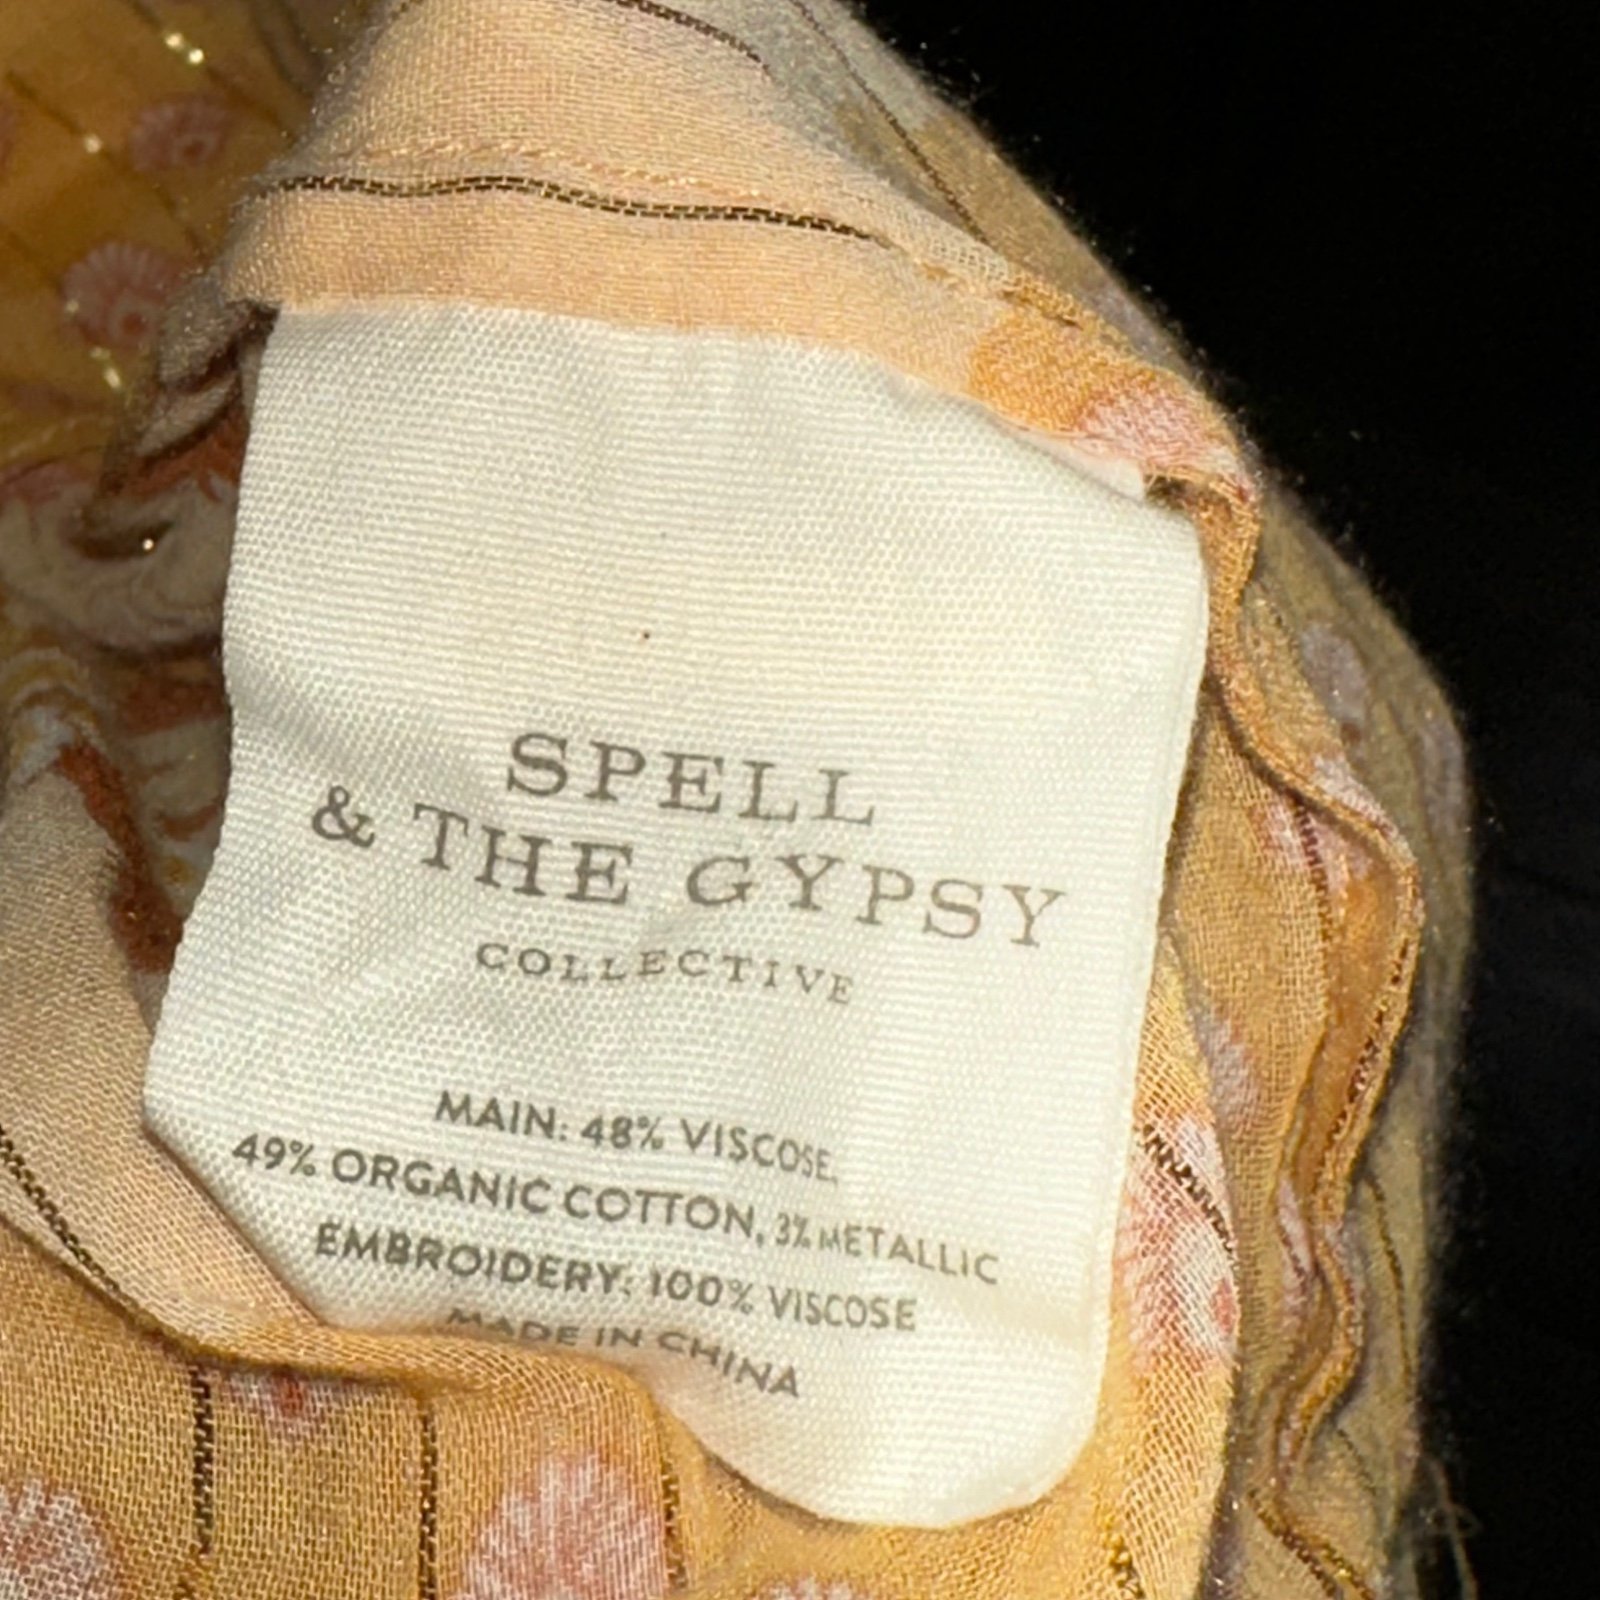 SPELL
& THE GYPSY
COLLECTIVE
MAIN: 48% VISCOSE,
49% ORGANIC COTTON, 3% METALLIC
EMBROIDERY: 100% VISCOSE
MADE IN CHINA